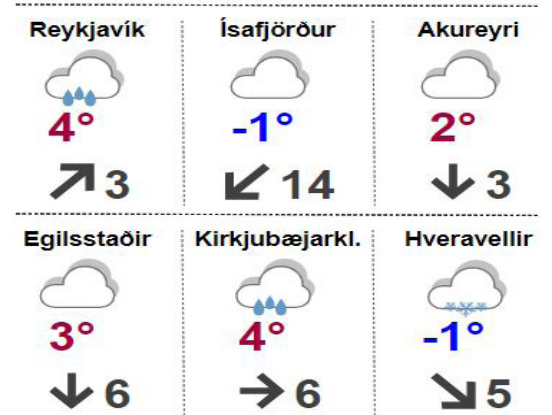 Reykjavík
Ísafjörður
Akureyri
4°
-1°
2°
3
14
3
Egilsstaðir
Kirkjubæjarkl.
Hveravellir
3°
4°
-1°
6
6
5